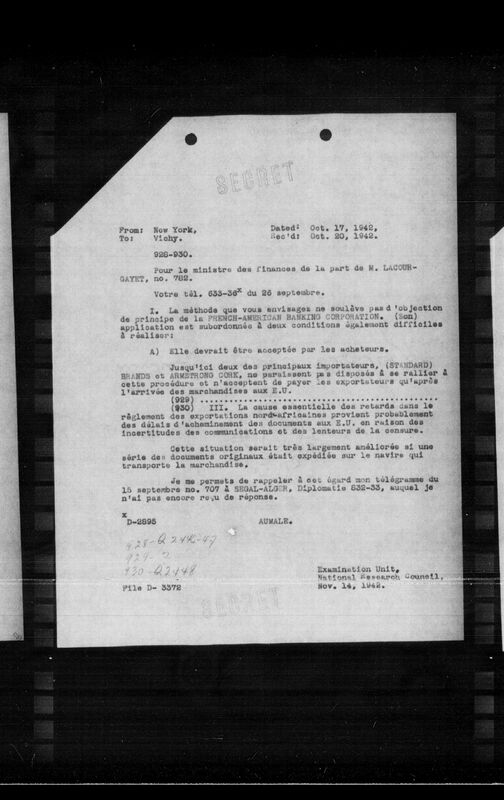 SECRET
From: New York,
To: Vichy.
Dated: Oct. 17, 1942,
Rec'd: Oct. 20, 1942.
928-930.
Pour le ministre des finances de la part de M. LACOUR-
GAYET, no. 782.
Votre tél. 633-36x du 26 septembre.
I. La méthode que vous envisagez ne soulève pas d'objection
de principe de la FRENCH-AMERICAN BANKING CORPORATION. (Son)
application est subordonnée à deux conditions également difficiles
à réaliser:
A) Elle devrait être acceptée par les acheteurs.
Jusqu'ici deux des principaux importateurs, (STANDARD)
BRANDS et ARMSTRONG CORK, ne paraissent pas disposés à se rallier à
cette procédure et n'acceptent de payer les exportateurs qu'après
l'arrivée des marchandises aux E.U.
(929) ..................................................
(930) III. La cause essentielle des retards dans le
règlement des exportations nord-africaines provient probablement
des délais d'acheminement des documents aux E.U. en raison des
incertitudes des communications et des lenteurs de la censure.
Cette situation serait très largement améliorée si une
série des documents originaux était expédiée sur le navire qui
transporte la marchandise.
Je me permets de rappeler à cet égard mon télégramme du
15 septembre no. 707 à SEGAL-ALGER, Diplomatie 832-33, auquel je
n'ai pas encore reçu de réponse.
x
D-2895
AUMALE.
928-Q2446-47
929-
930-Q2448
File D- 3372
Examination Unit,
National Research Council,
Nov. 14, 1942.
SECRET